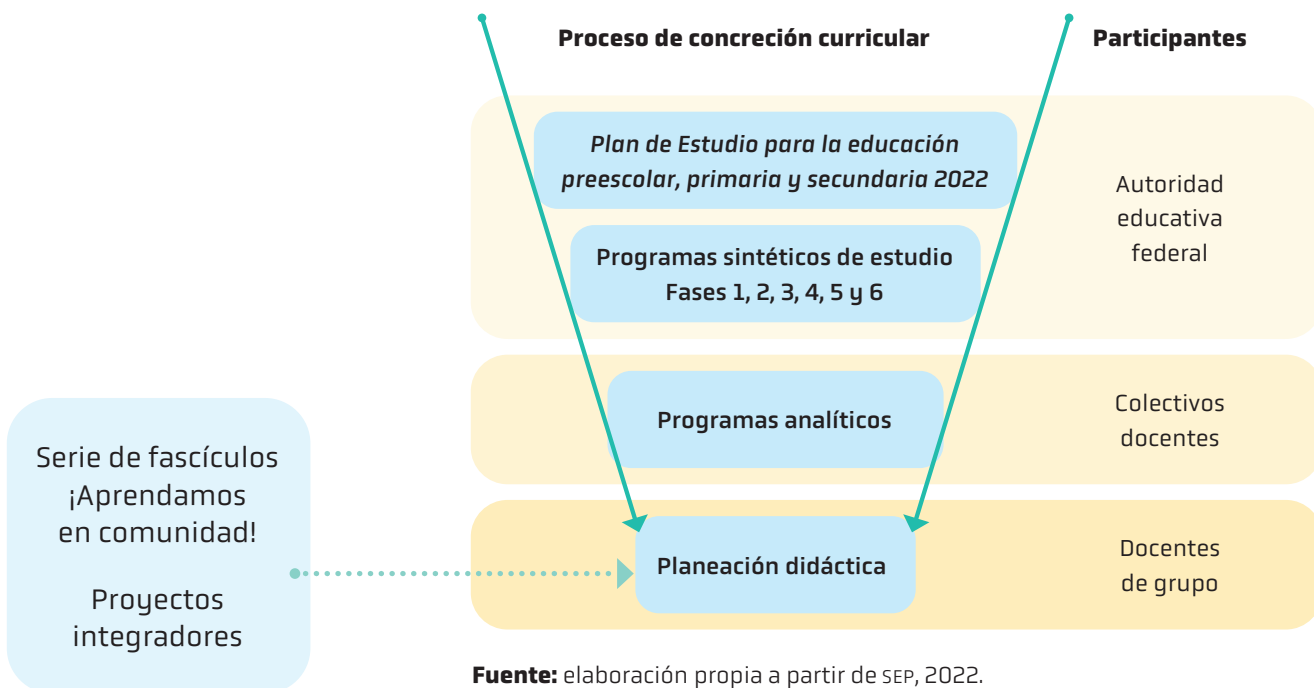 Proceso de concreción curricular
Participantes
Plan de Estudio para la educación
preescolar, primaria y secundaria 2022
Autoridad
educativa
federal
Programas sintéticos de estudio
Fases 1, 2, 3, 4, 5 y 6
Programas analíticos
Colectivos
docentes
Serie de fascículos
¡Aprendamos
en comunidad!
Proyectos
integradores
Planeación didáctica
Docentes
de grupo
Fuente: elaboración propia a partir de SEP, 2022.